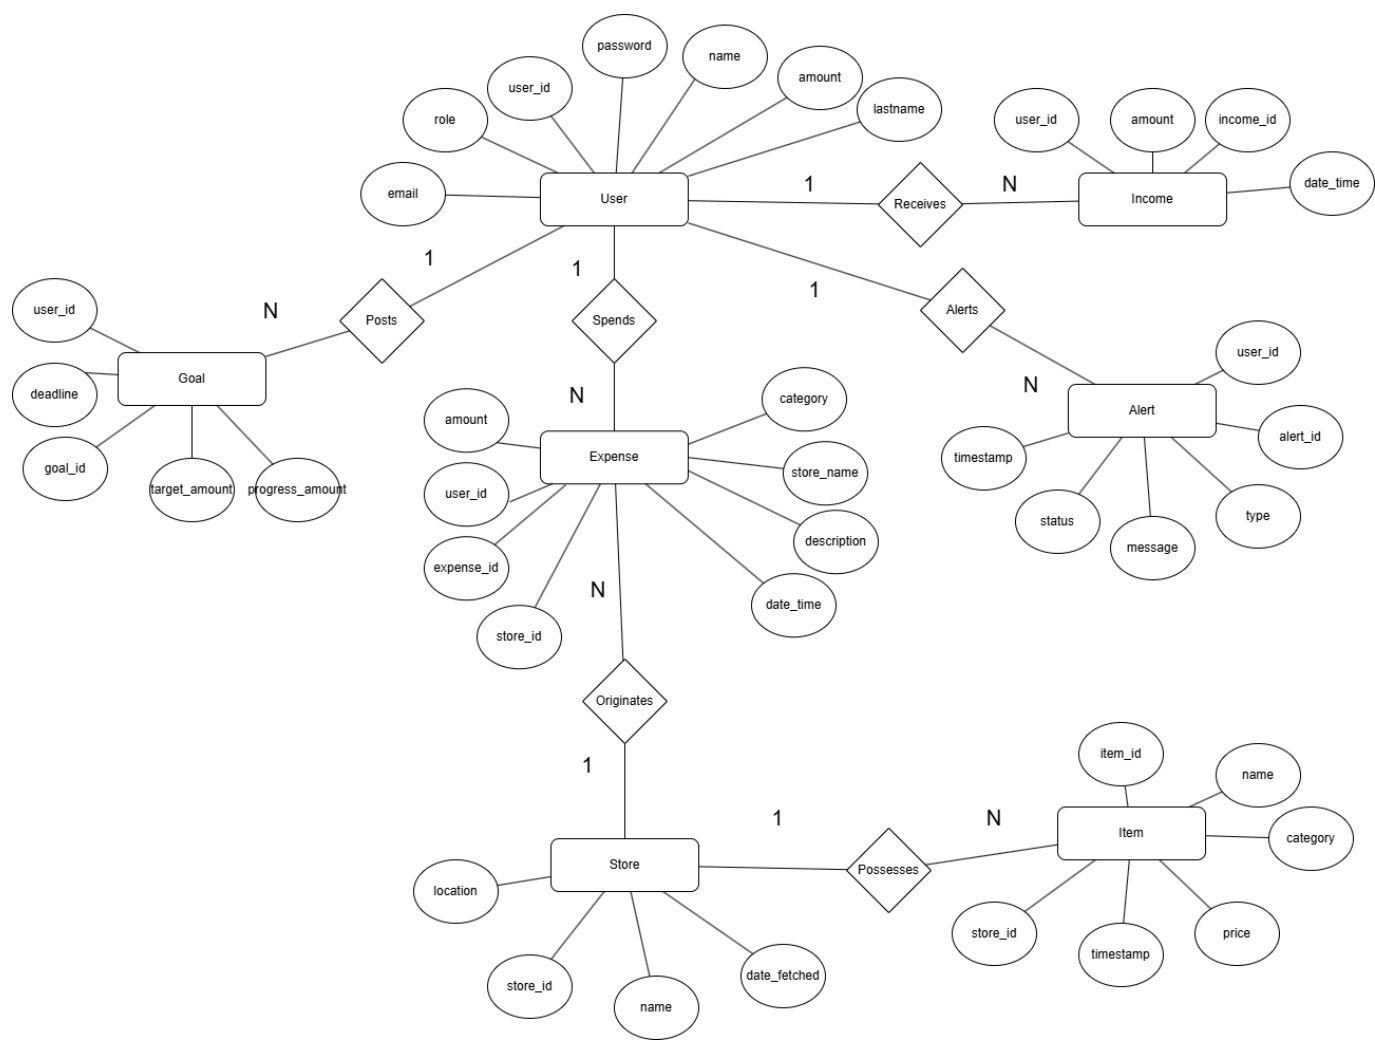 password
name
user_id
amount
lastname
role
email
User
1
Receives
N
user_id
amount
income_id
date_time
Income
1
Posts
N
user_id
deadline
goal_id
target_amount
progress_amount
Goal
1
Spends
N
1
Alerts
N
user_id
alert_id
type
message
status
timestamp
Alert
amount
user_id
expense_id
store_id
Expense
category
store_name
description
date_time
N
Originates
1
location
store_id
name
date_fetched
Store
1
Possesses
N
item_id
name
category
price
timestamp
store_id
Item